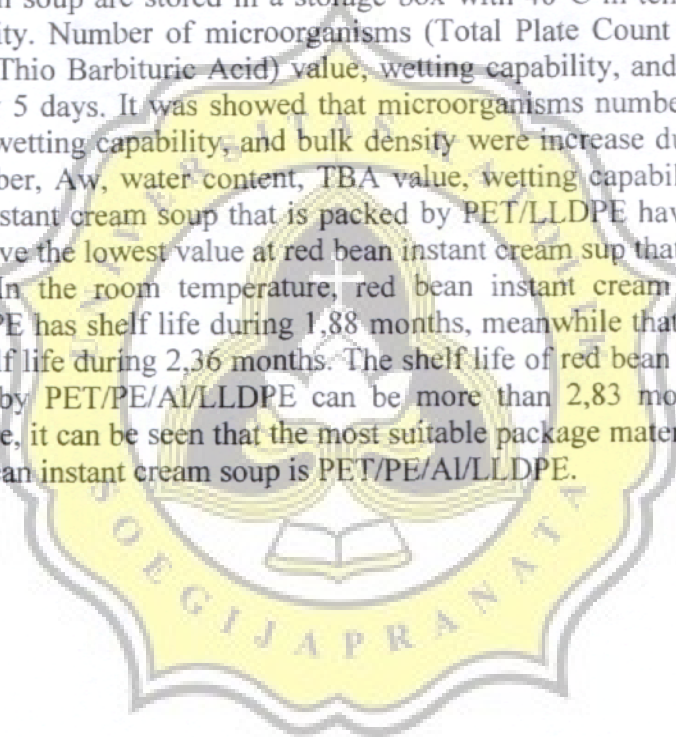 soup are stored in a storage box with 40
ity. Number of microorganisms (Total Plate Count
Thio Barbituric Acid) value, wetting capability, and
5 days. It was showed that microorganisms numbe
wetting capability, and bulk density were increase du
ber, Aw, water content, TBA value, wetting capabil
stant cream soup that is packed by PET/LLDPE hav
ve the lowest value at red bean instant cream sup that
In the room temperature, red bean instant cream
PE has shelf life during 1,88 months, meanwhile that
lf life during 2,36 months. The shelf life of red bean
by PET/PE/Al/LLDPE can be more than 2,83 mo
e, it can be seen that the most suitable package mater
an instant cream soup is PET/PE/Al/LLDPE.
SOEGIJAPRANATA